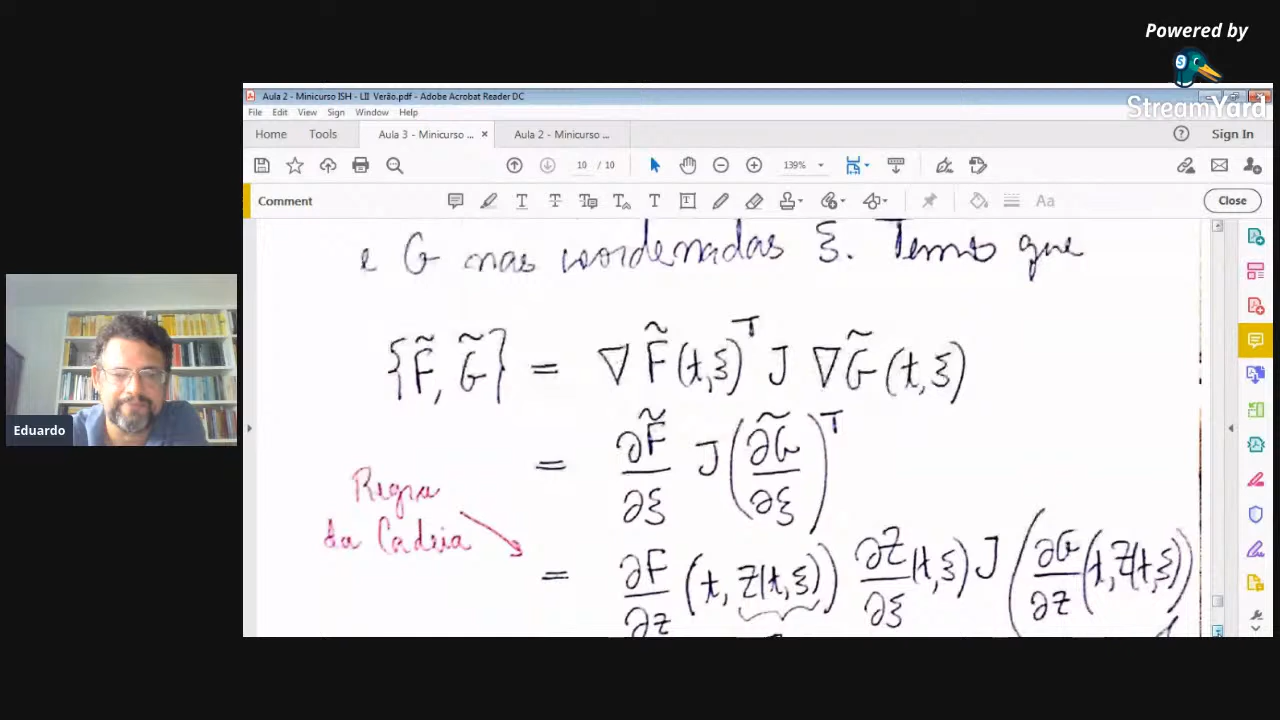 Powered by
StreamYard
Aula 2 - Minicurso ISH - LII Verão.pdf - Adobe Acrobat Reader DC
File Edit View Sign Window Help
Home Tools Aula 3 - Minicurso ... × Aula 2 - Minicurso ... Sign In
10 / 10 139%
Comment Close
e G nas coordenadas ξ. Temos que
{F̃, G̃} = ∇F̃(t,ξ)ᵀ J ∇G̃(t,ξ)
= ∂F̃/∂ξ J (∂G̃/∂ξ)ᵀ
Regra
da Cadeia
= ∂F/∂z (t, Z(t,ξ)) ∂Z/∂ξ (t,ξ) J (∂G/∂z (t, Z(t,ξ))
Eduardo